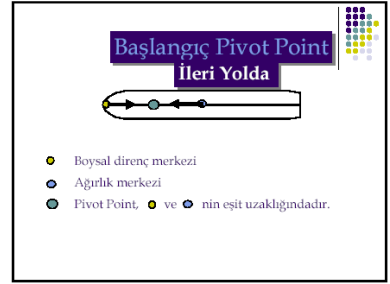 Başlangıç Pivot Point
İleri Yolda
Boysal direnç merkezi
Ağırlık merkezi
Pivot Point, ve nin eşit uzaklığındadır.